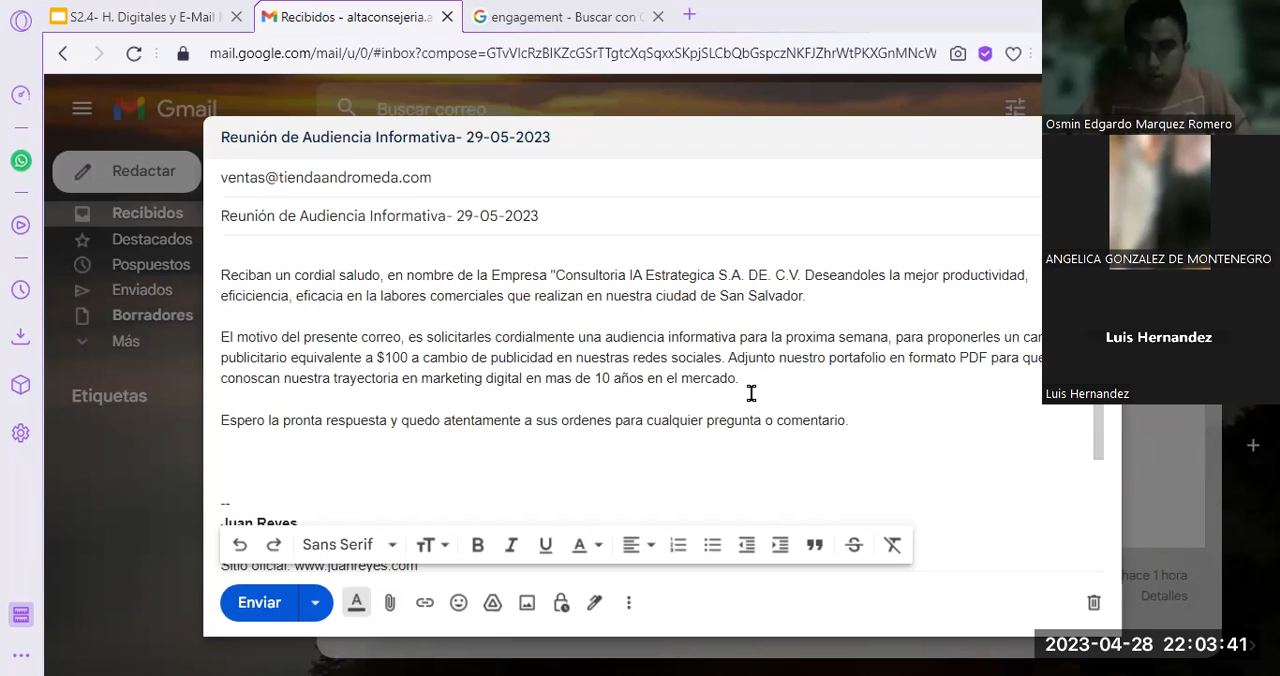 S2.4- H. Digitales y E-Mail
Recibidos - altaconsejeria.a
engagement - Buscar con
mail.google.com/mail/u/0/#inbox?compose=GTvVlcRzBlKZcGSrTTgtcXqSqxxSKpjSLCbQbGspczNKFJZhrWtPKXGnMNcW
Gmail
Buscar correo
Redactar
Recibidos
Destacados
Pospuestos
Enviados
Borradores
Más
Etiquetas
Reunión de Audiencia Informativa- 29-05-2023
ventas@tiendaandromeda.com
Reunión de Audiencia Informativa- 29-05-2023
Reciban un cordial saludo, en nombre de la Empresa "Consultoria IA Estrategica S.A. DE. C.V. Deseandoles la mejor productividad,
eficiciencia, eficacia en la labores comerciales que realizan en nuestra ciudad de San Salvador.
El motivo del presente correo, es solicitarles cordialmente una audiencia informativa para la proxima semana, para proponerles un can
publicitario equivalente a $100 a cambio de publicidad en nuestras redes sociales. Adjunto nuestro portafolio en formato PDF para que
conoscan nuestra trayectoria en marketing digital en mas de 10 años en el mercado.
Espero la pronta respuesta y quedo atentamente a sus ordenes para cualquier pregunta o comentario.
--
Juan Reyes
Sans Serif
Sitio oficial: www.juanreyes.com
Enviar
hace 1 hora
Detalles
Osmin Edgardo Marquez Romero
ANGELICA GONZALEZ DE MONTENEGRO
Luis Hernandez
Luis Hernandez
2023-04-28 22:03:41